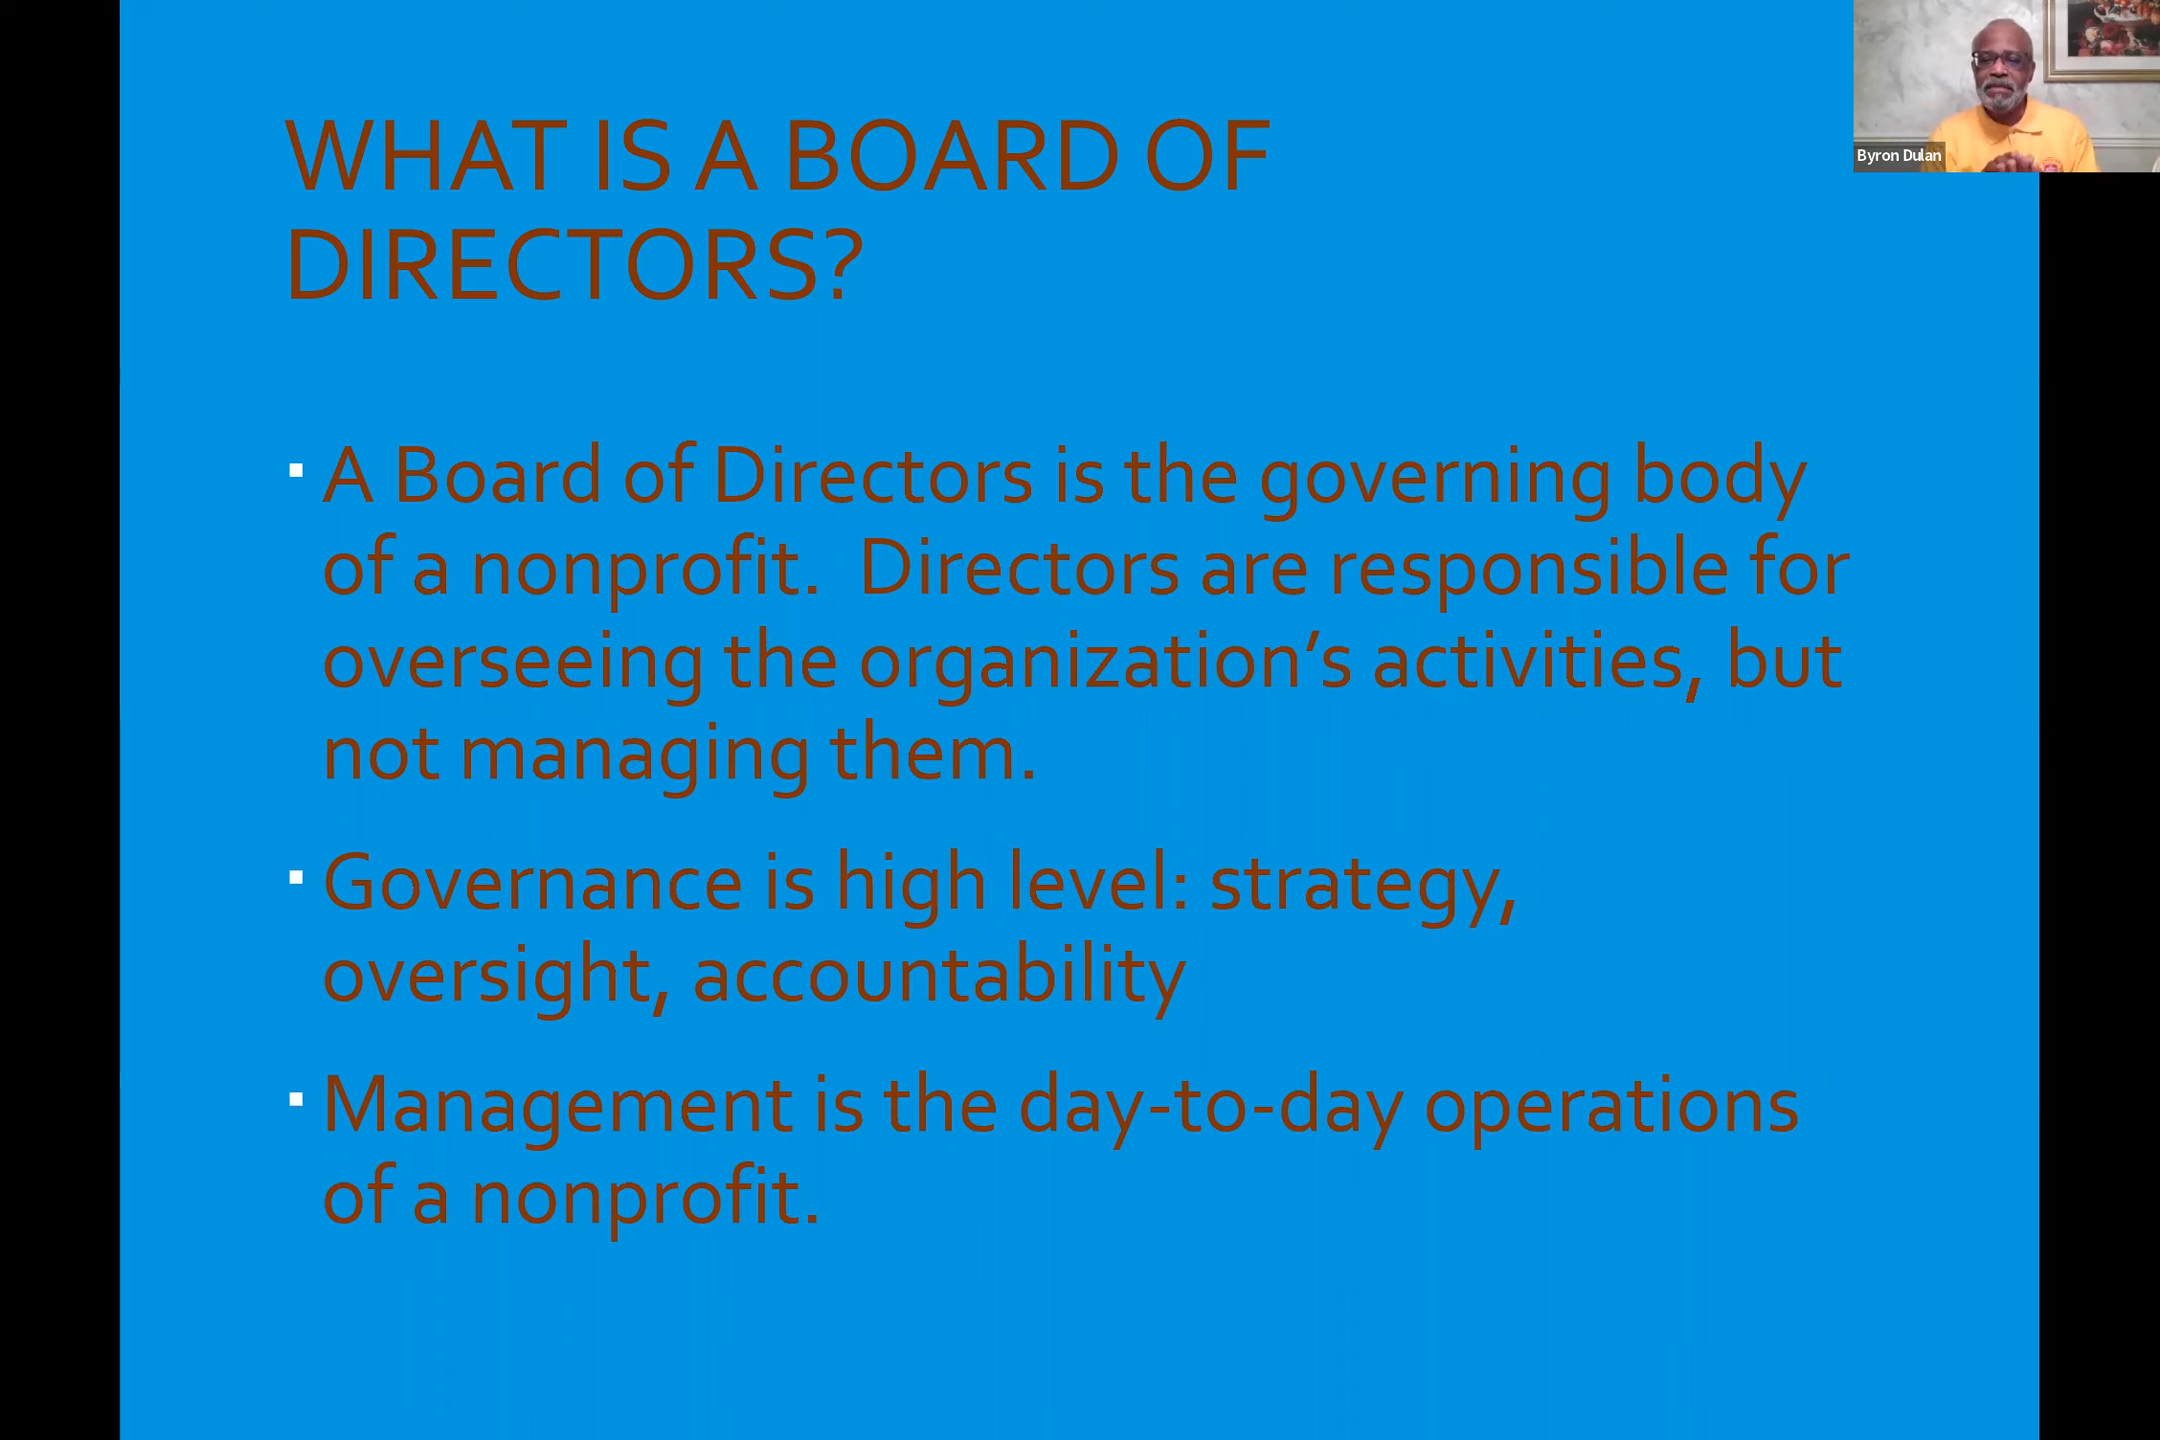 WHAT IS A BOARD OF
DIRECTORS?
Byron Dulan
▪ A Board of Directors is the governing body
of a nonprofit.  Directors are responsible for
overseeing the organization’s activities, but
not managing them.
▪ Governance is high level: strategy,
oversight, accountability
▪ Management is the day-to-day operations
of a nonprofit.